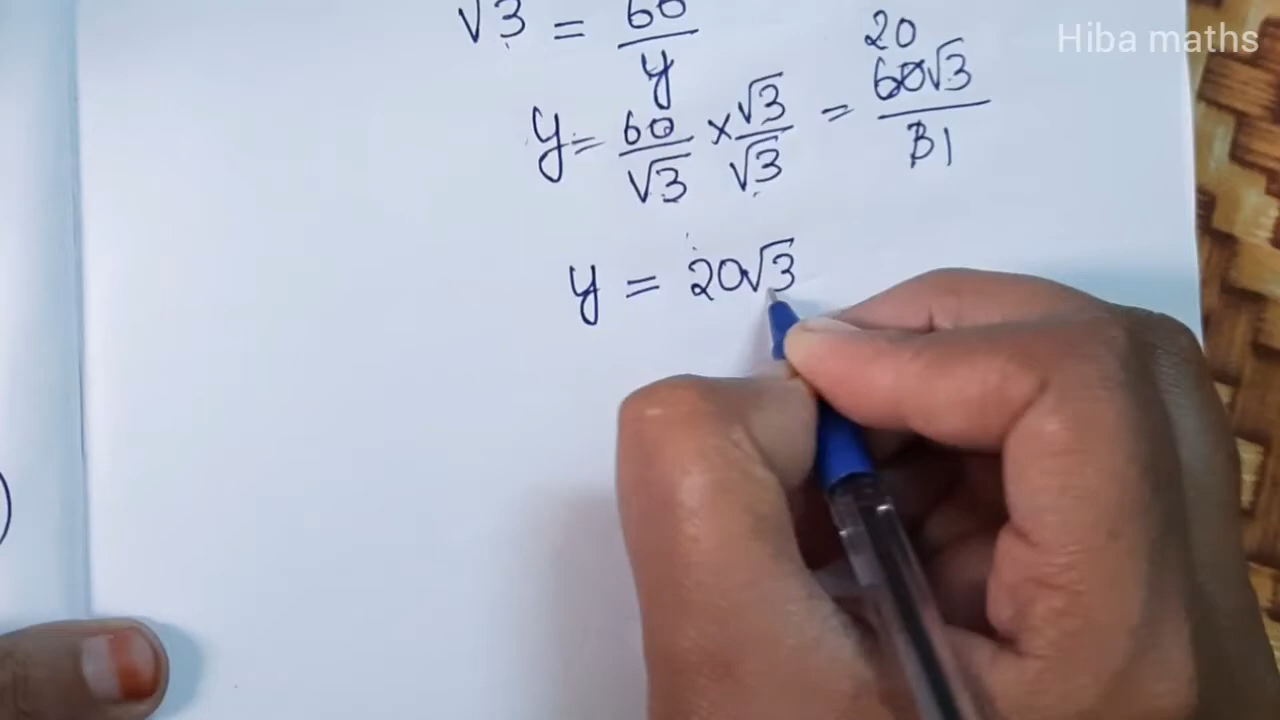 Hiba maths
√3 = 60/y
y = 60/√3 × √3/√3 = 20 60√3/3 1
y = 20√3